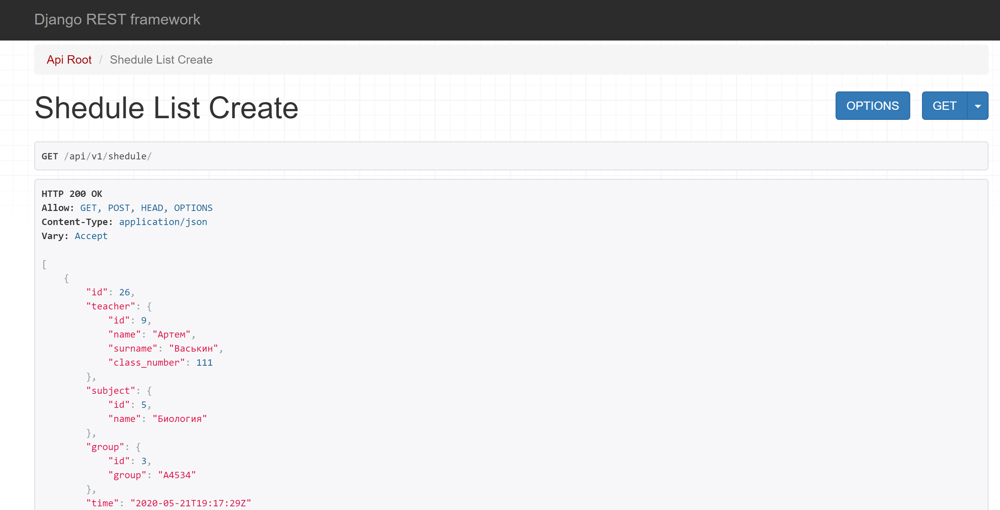 Django REST framework
Api Root / Shedule List Create
Shedule List Create
OPTIONS
GET
GET /api/v1/shedule/
HTTP 200 OK
Allow: GET, POST, HEAD, OPTIONS
Content-Type: application/json
Vary: Accept
[
    {
        "id": 26,
        "teacher": {
            "id": 9,
            "name": "Артем",
            "surname": "Васькин",
            "class_number": 111
        },
        "subject": {
            "id": 5,
            "name": "Биология"
        },
        "group": {
            "id": 3,
            "group": "A4534"
        },
        "time": "2020-05-21T19:17:29Z"